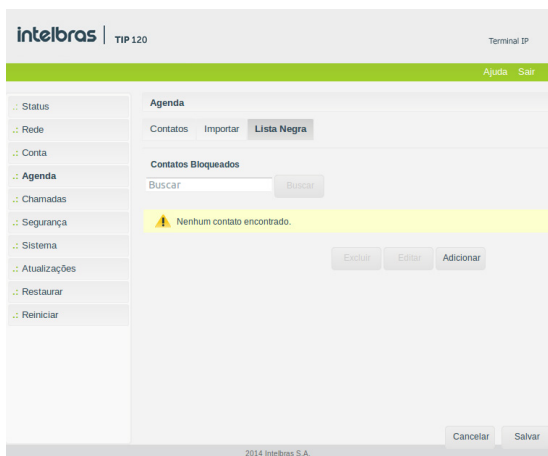 intelbras TIP 120
Terminal IP
Ajuda Sair
.: Status
.: Rede
.: Conta
.: Agenda
.: Chamadas
.: Segurança
.: Sistema
.: Atualizações
.: Restaurar
.: Reiniciar
Agenda
Contatos Importar Lista Negra
Contatos Bloqueados
Buscar Buscar
Nenhum contato encontrado.
Excluir Editar Adicionar
Cancelar Salvar
2014 Intelbras S.A.